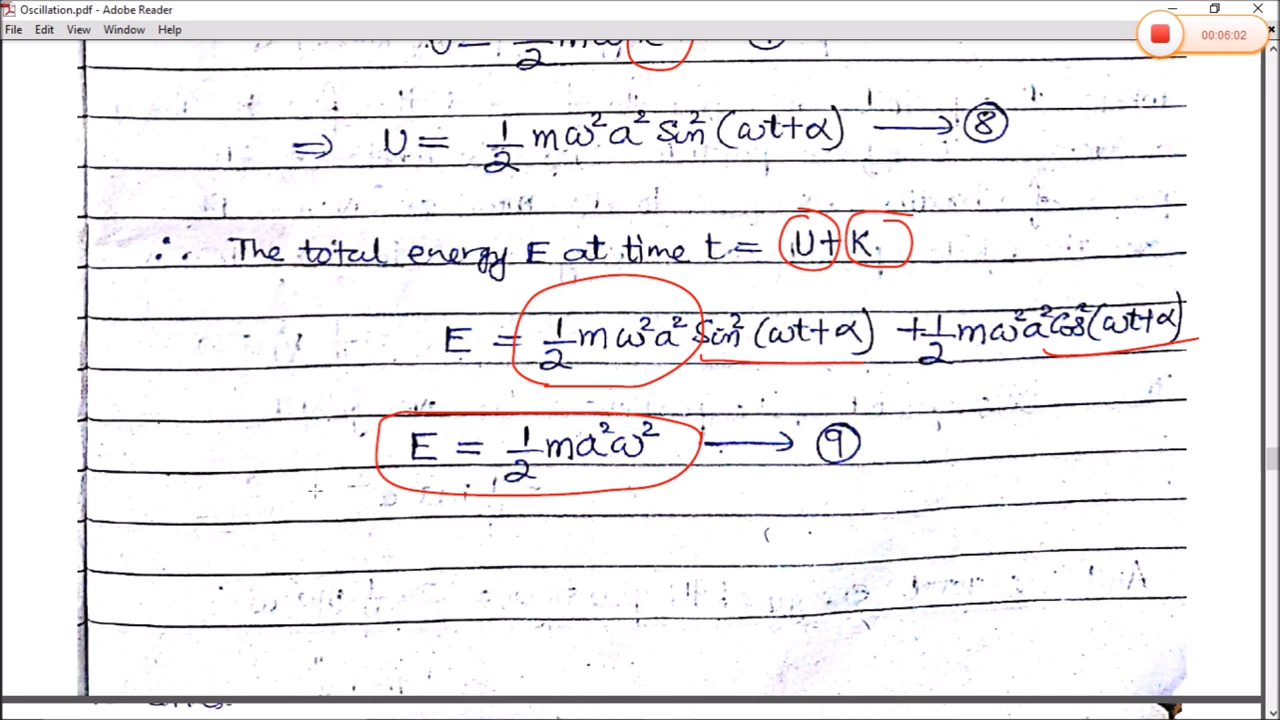 Oscillation.pdf - Adobe Reader
File Edit View Window Help
00:06:02
⇒ U = 1/2 mω²a² Sin² (ωt+α) ⟶ ⑧
∴ The total energy E at time t = U+K.
E = 1/2 mω²a² Sin² (ωt+α) + 1/2 mω²a² Cos² (ωt+α)
E = 1/2 ma²ω² ⟶ ⑨